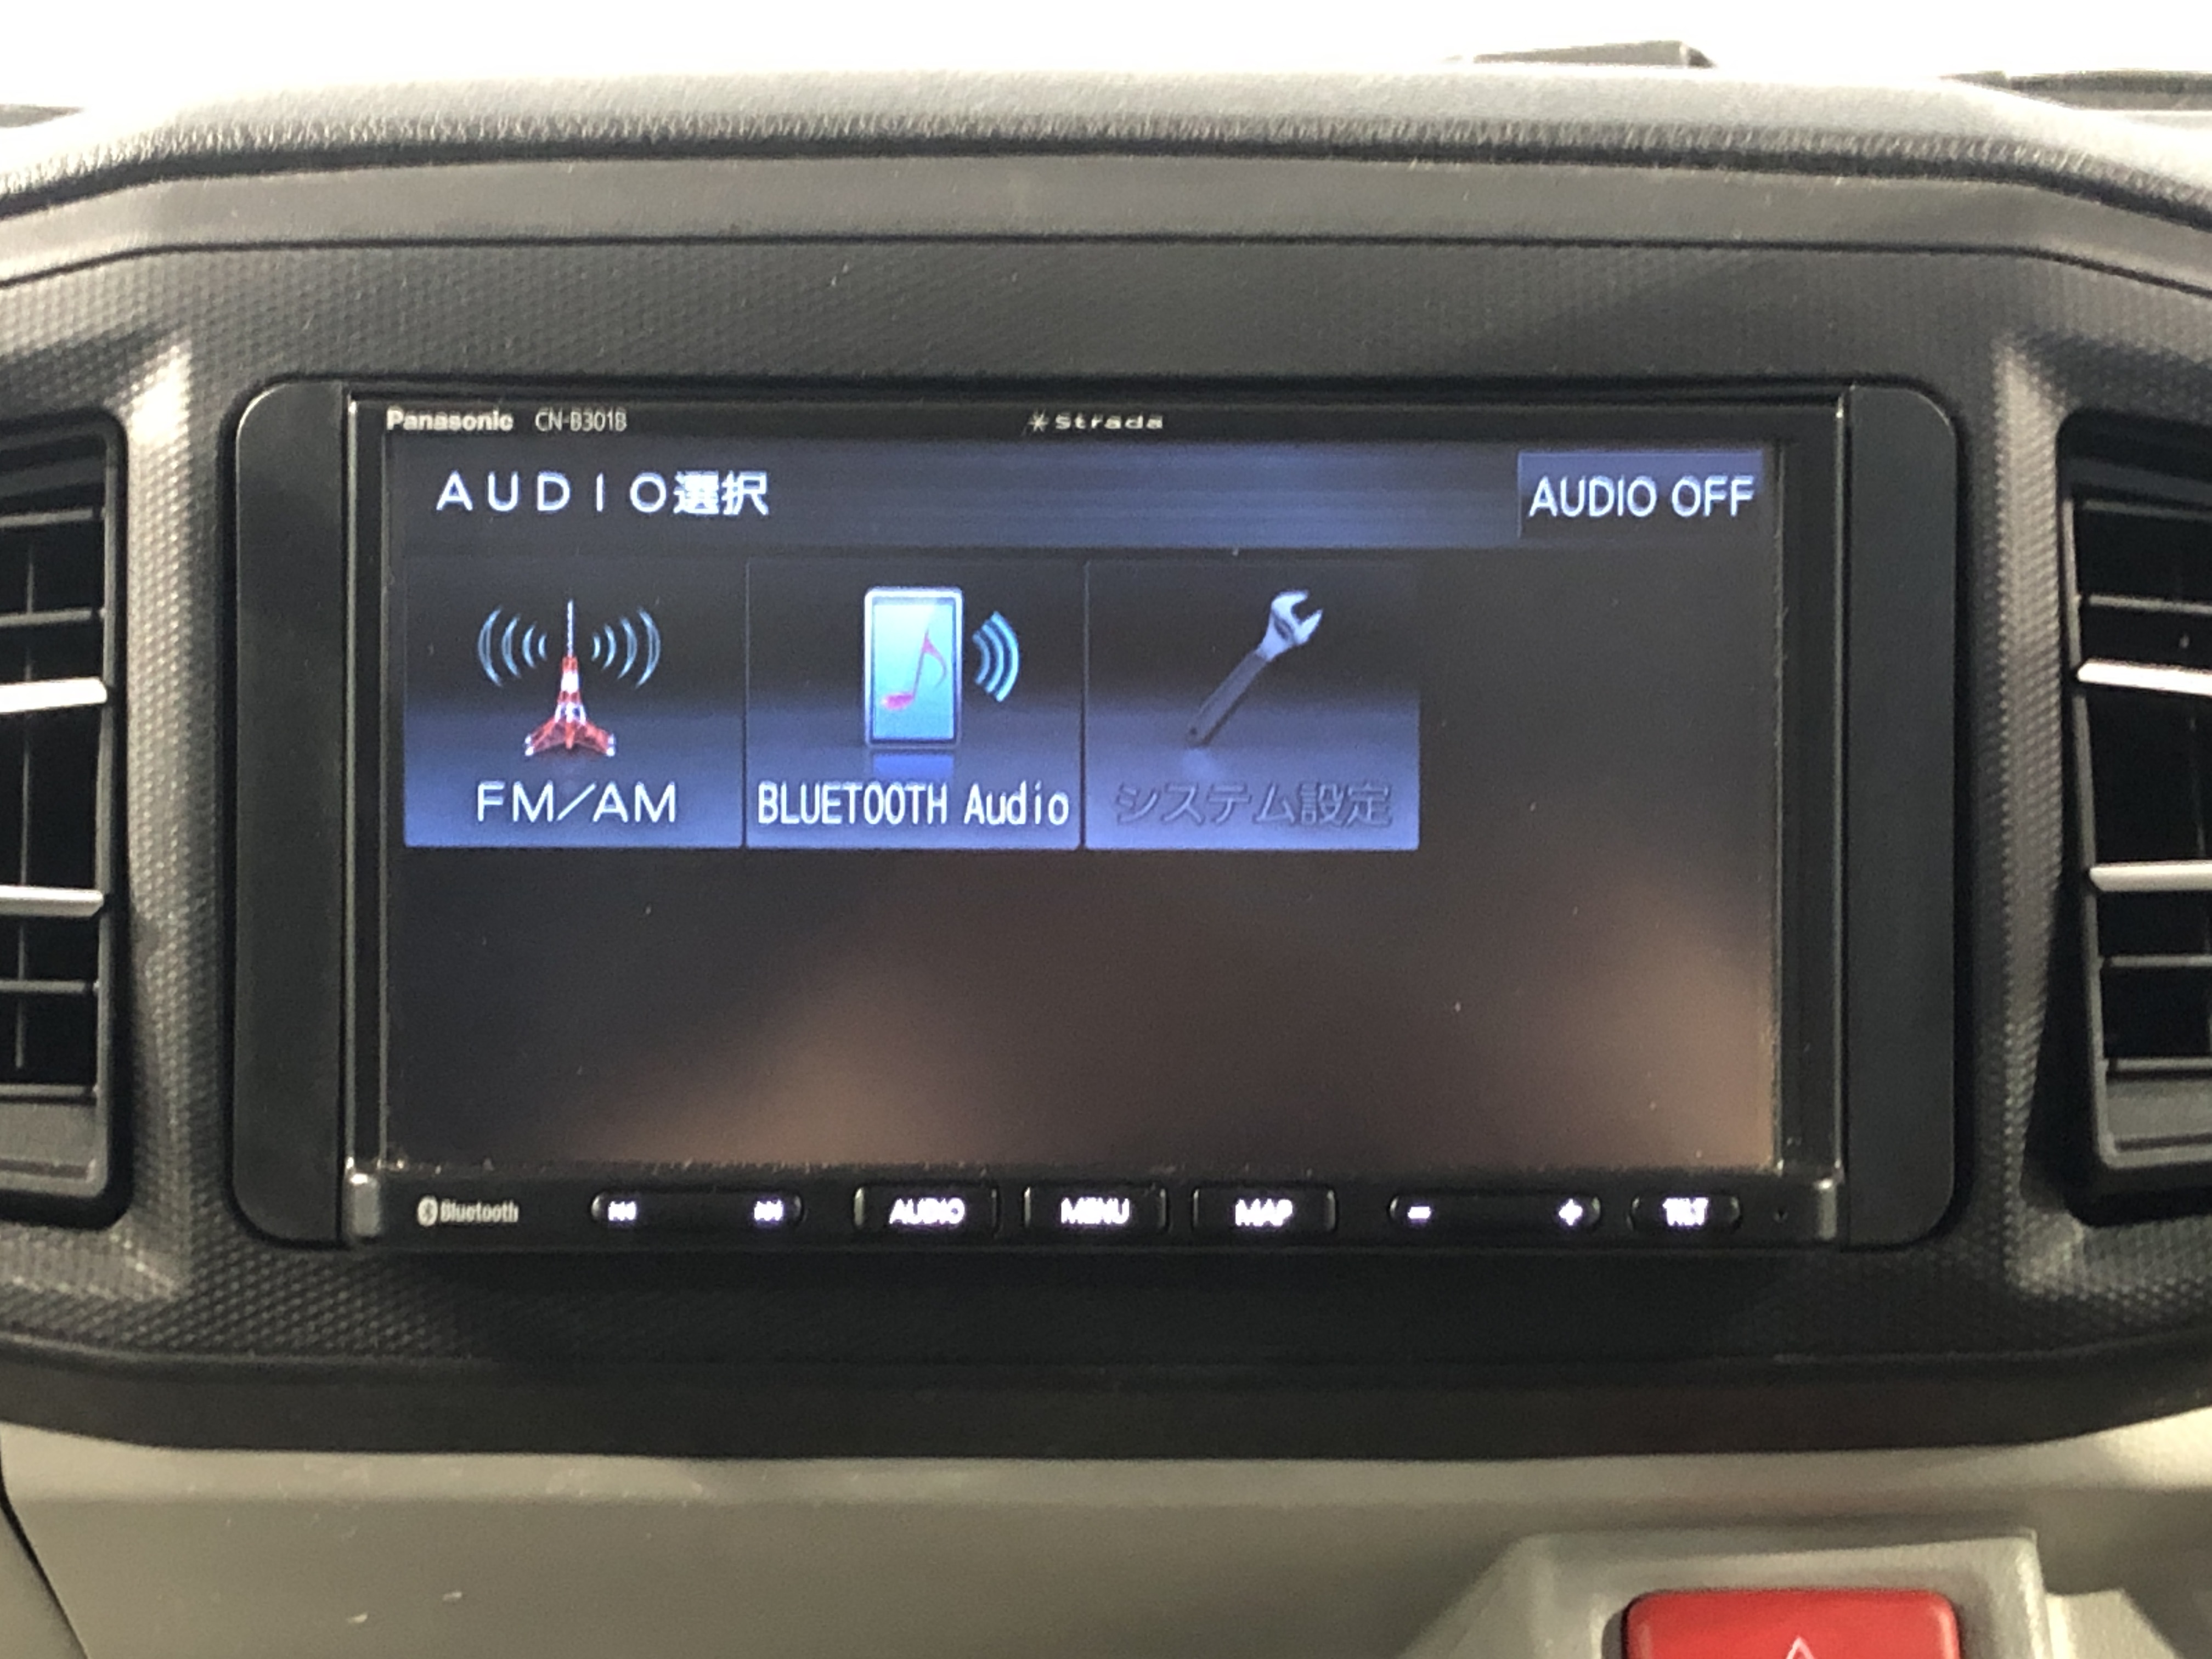 Panasonic CN-B301B Strada
AUDIO選択 AUDIO OFF
FM/AM BLUETOOTH Audio システム設定
Bluetooth AUDIO MENU MAP − + TILT